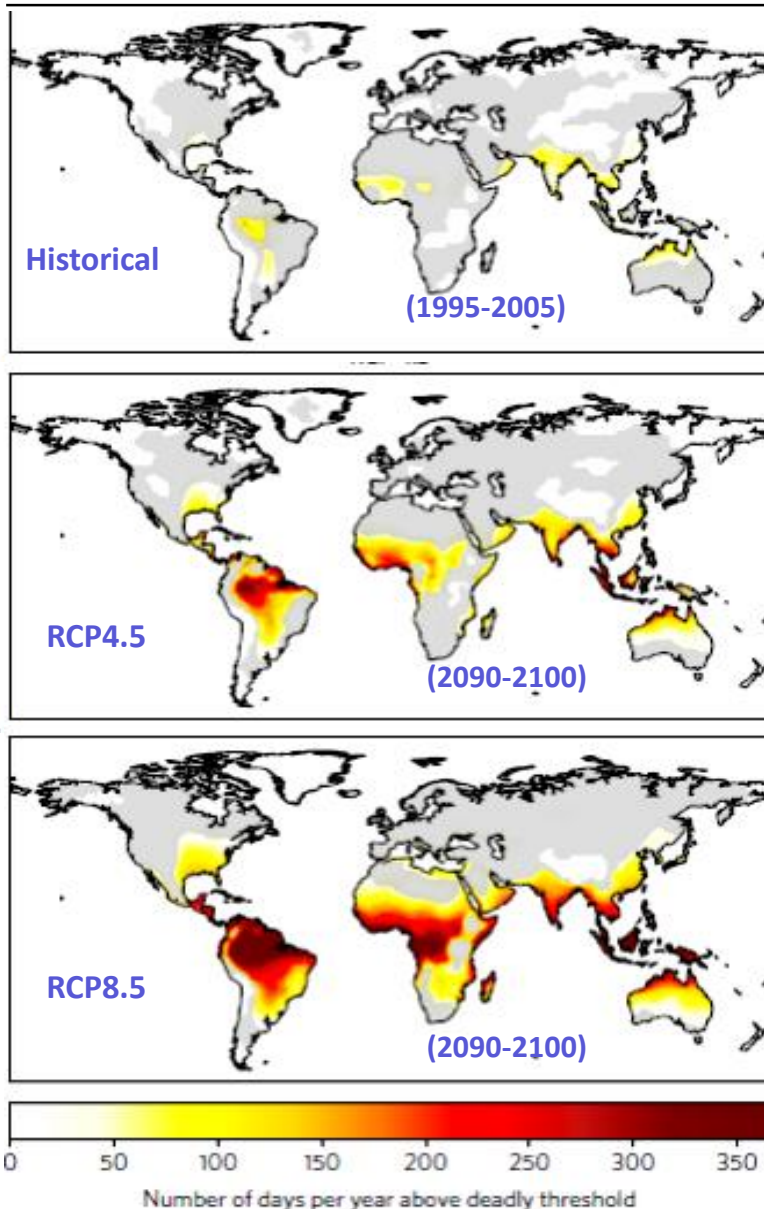 Historical
(1995-2005)
RCP4.5
(2090-2100)
RCP8.5
(2090-2100)
0 50 100 150 200 250 300 350
Number of days per year above deadly threshold